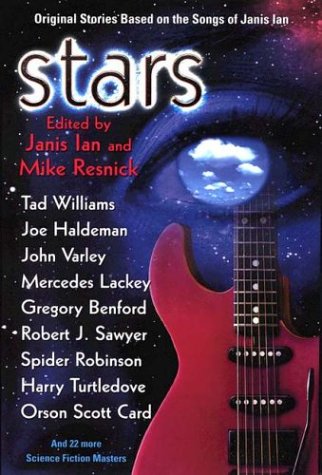 Original Stories Based on the Songs of Janis Ian
stars
Edited by
Janis Ian and
Mike Resnick
Tad Williams
Joe Haldeman
John Varley
Mercedes Lackey
Gregory Benford
Robert J. Sawyer
Spider Robinson
Harry Turtledove
Orson Scott Card
And 22 more
Science Fiction Masters